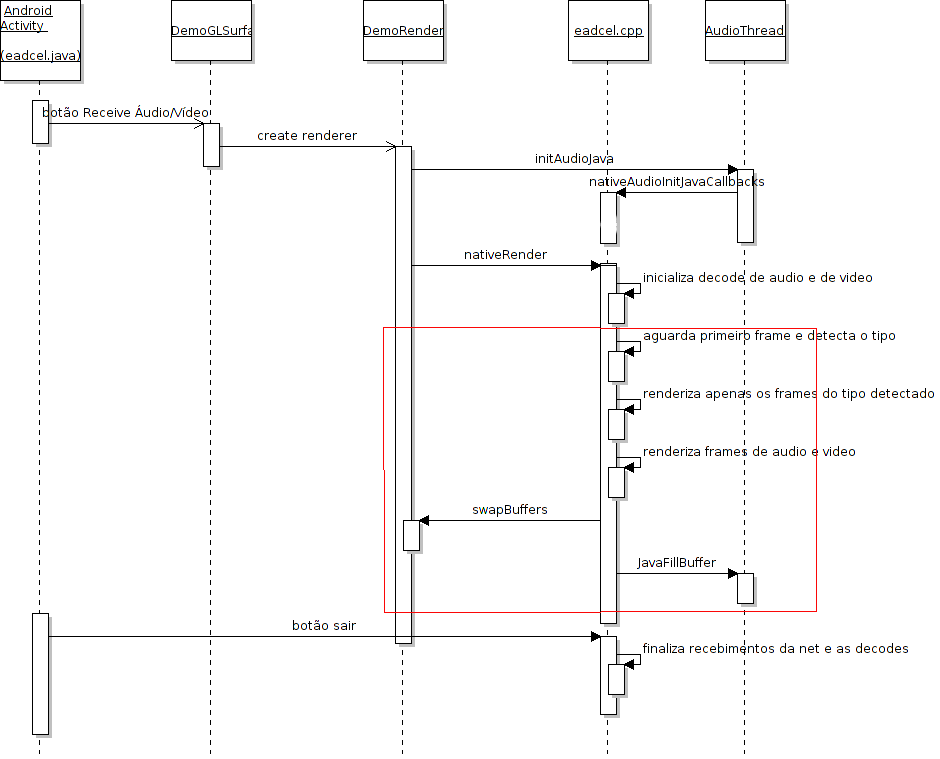 Android
Activity
(eadcel.java)
DemoGLSurfa
DemoRender
eadcel.cpp
AudioThread
botão Receive Áudio/Vídeo
create renderer
initAudioJava
nativeAudioInitJavaCallbacks
nativeRender
inicializa decode de audio e de video
aguarda primeiro frame e detecta o tipo
renderiza apenas os frames do tipo detectado
renderiza frames de audio e video
swapBuffers
JavaFillBuffer
botão sair
finaliza recebimentos da net e as decodes